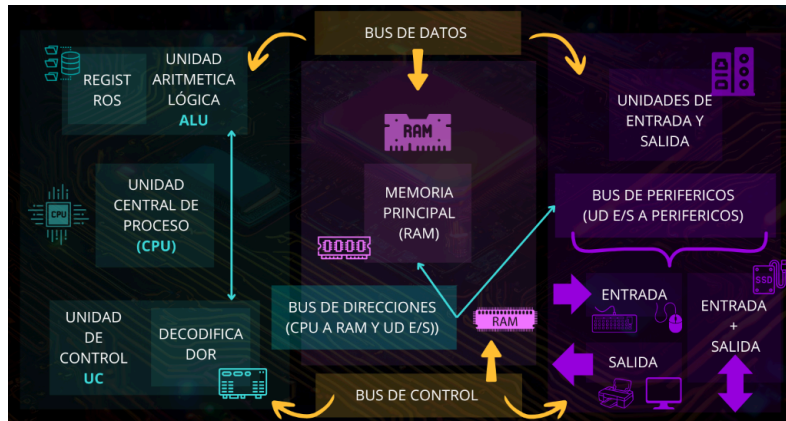 BUS DE DATOS
REGIST
ROS
UNIDAD
ARITMETICA
LÓGICA
ALU
RAM
UNIDADES DE
ENTRADA Y
SALIDA
CPU
UNIDAD
CENTRAL DE
PROCESO
(CPU)
MEMORIA
PRINCIPAL
(RAM)
BUS DE PERIFERICOS
(UD E/S A PERIFERICOS)
BUS DE DIRECCIONES
(CPU A RAM Y UD E/S))
RAM
UNIDAD
DE
CONTROL
UC
DECODIFICA
DOR
ENTRADA
SALIDA
SSD
ENTRADA
+
SALIDA
BUS DE CONTROL